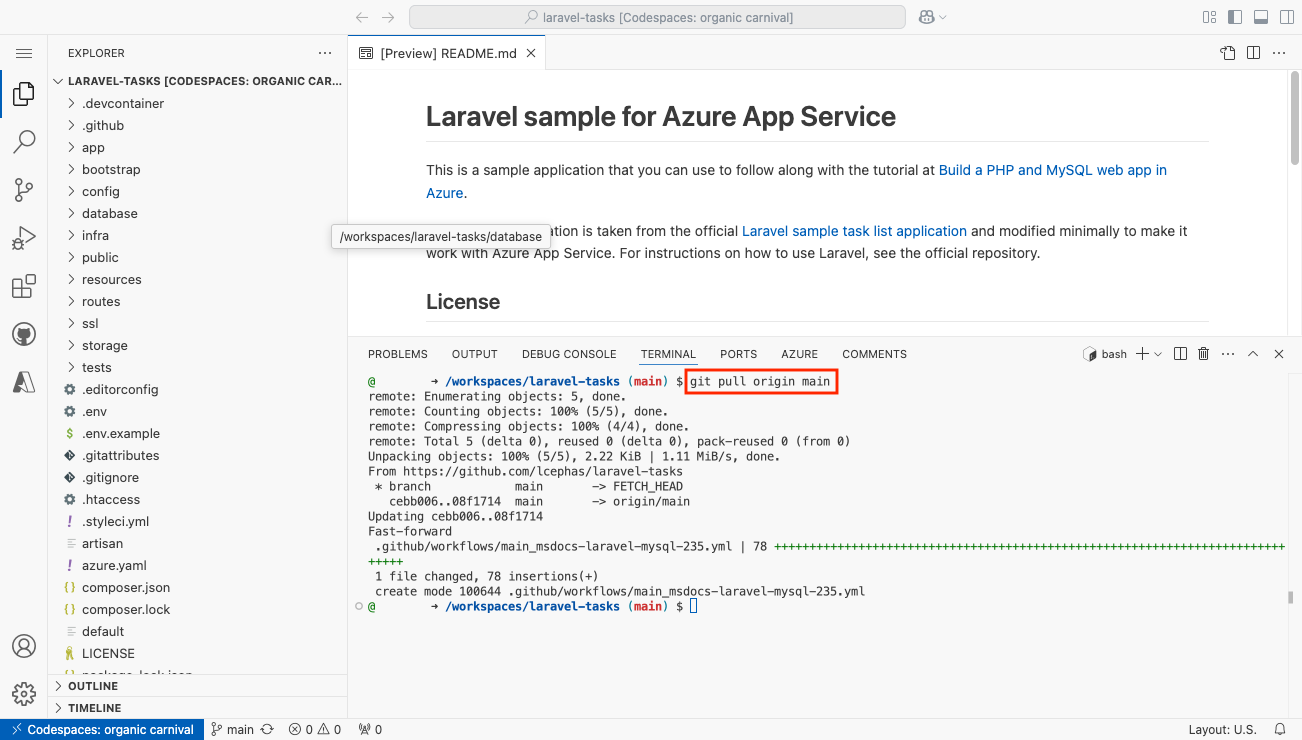 laravel-tasks [Codespaces: organic carnival]
EXPLORER
LARAVEL-TASKS [CODESPACES: ORGANIC CAR...
.devcontainer
.github
app
bootstrap
config
database
infra
public
resources
routes
ssl
storage
tests
.editorconfig
.env
.env.example
.gitattributes
.gitignore
.htaccess
.styleci.yml
artisan
azure.yaml
composer.json
composer.lock
default
LICENSE
package-lock.json
OUTLINE
TIMELINE
[Preview] README.md
Laravel sample for Azure App Service
This is a sample application that you can use to follow along with the tutorial at Build a PHP and MySQL web app in
Azure.
/workspaces/laravel-tasks/database
ation is taken from the official Laravel sample task list application and modified minimally to make it
work with Azure App Service. For instructions on how to use Laravel, see the official repository.
License
PROBLEMS OUTPUT DEBUG CONSOLE TERMINAL PORTS AZURE COMMENTS
bash
@ → /workspaces/laravel-tasks (main) $ git pull origin main
remote: Enumerating objects: 5, done.
remote: Counting objects: 100% (5/5), done.
remote: Compressing objects: 100% (4/4), done.
remote: Total 5 (delta 0), reused 0 (delta 0), pack-reused 0 (from 0)
Unpacking objects: 100% (5/5), 2.22 KiB | 1.11 MiB/s, done.
From https://github.com/lcephas/laravel-tasks
* branch main -> FETCH_HEAD
cebb006..08f1714 main -> origin/main
Updating cebb006..08f1714
Fast-forward
.github/workflows/main_msdocs-laravel-mysql-235.yml | 78 +++++++++++++++++++++++++++++++++++++++++++++++++++++++++++++++++++++++++
+++++
1 file changed, 78 insertions(+)
create mode 100644 .github/workflows/main_msdocs-laravel-mysql-235.yml
@ → /workspaces/laravel-tasks (main) $
Codespaces: organic carnival main 0 0 0 Layout: U.S.